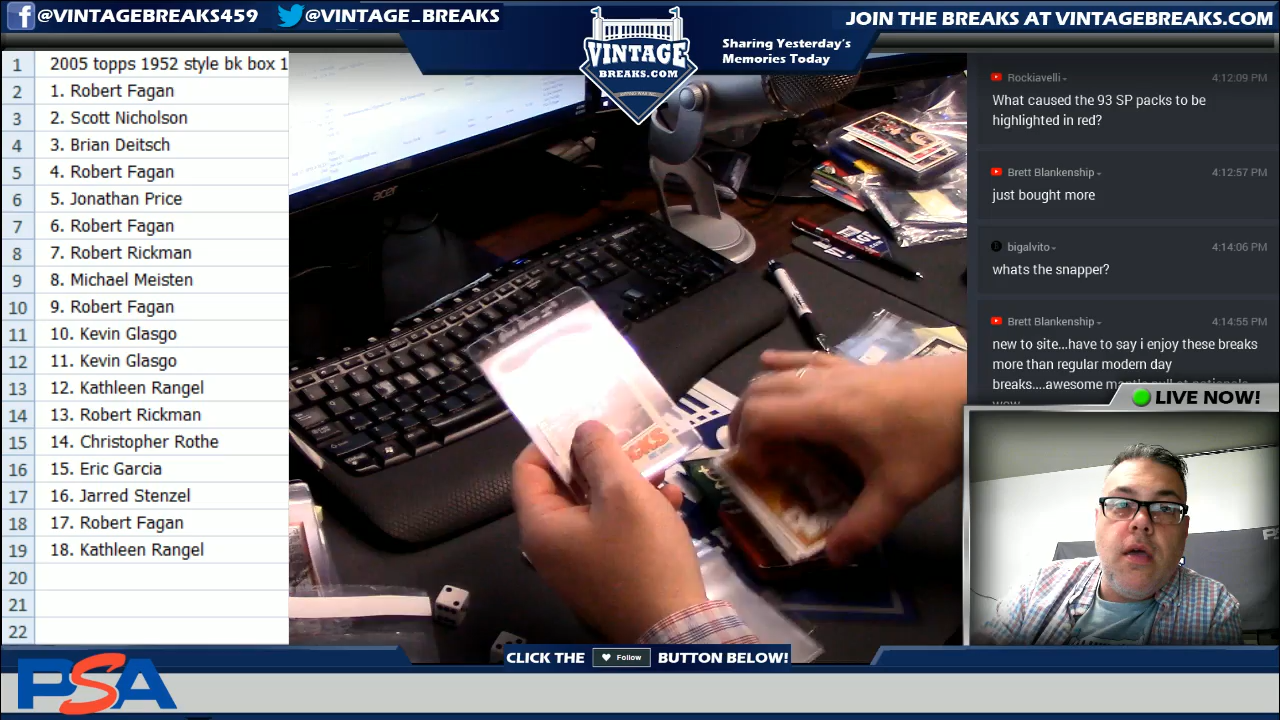 @VINTAGEBREAKS459 @VINTAGE_BREAKS
VINTAGE
BREAKS.COM
Sharing Yesterday's
Memories Today
JOIN THE BREAKS AT VINTAGEBREAKS.COM
1 2005 topps 1952 style bk box 1
2 1. Robert Fagan
3 2. Scott Nicholson
4 3. Brian Deitsch
5 4. Robert Fagan
6 5. Jonathan Price
7 6. Robert Fagan
8 7. Robert Rickman
9 8. Michael Meisten
10 9. Robert Fagan
11 10. Kevin Glasgo
12 11. Kevin Glasgo
13 12. Kathleen Rangel
14 13. Robert Rickman
15 14. Christopher Rothe
16 15. Eric Garcia
17 16. Jarred Stenzel
18 17. Robert Fagan
19 18. Kathleen Rangel
20
21
22
acer
Rockiavelli 4:12:09 PM
What caused the 93 SP packs to be
highlighted in red?
Brett Blankenship 4:12:57 PM
just bought more
bigalvito 4:14:06 PM
whats the snapper?
Brett Blankenship 4:14:55 PM
new to site...have to say i enjoy these breaks
more than regular modern day
breaks....awesome
LIVE NOW!
CLICK THE Follow BUTTON BELOW!
PSA